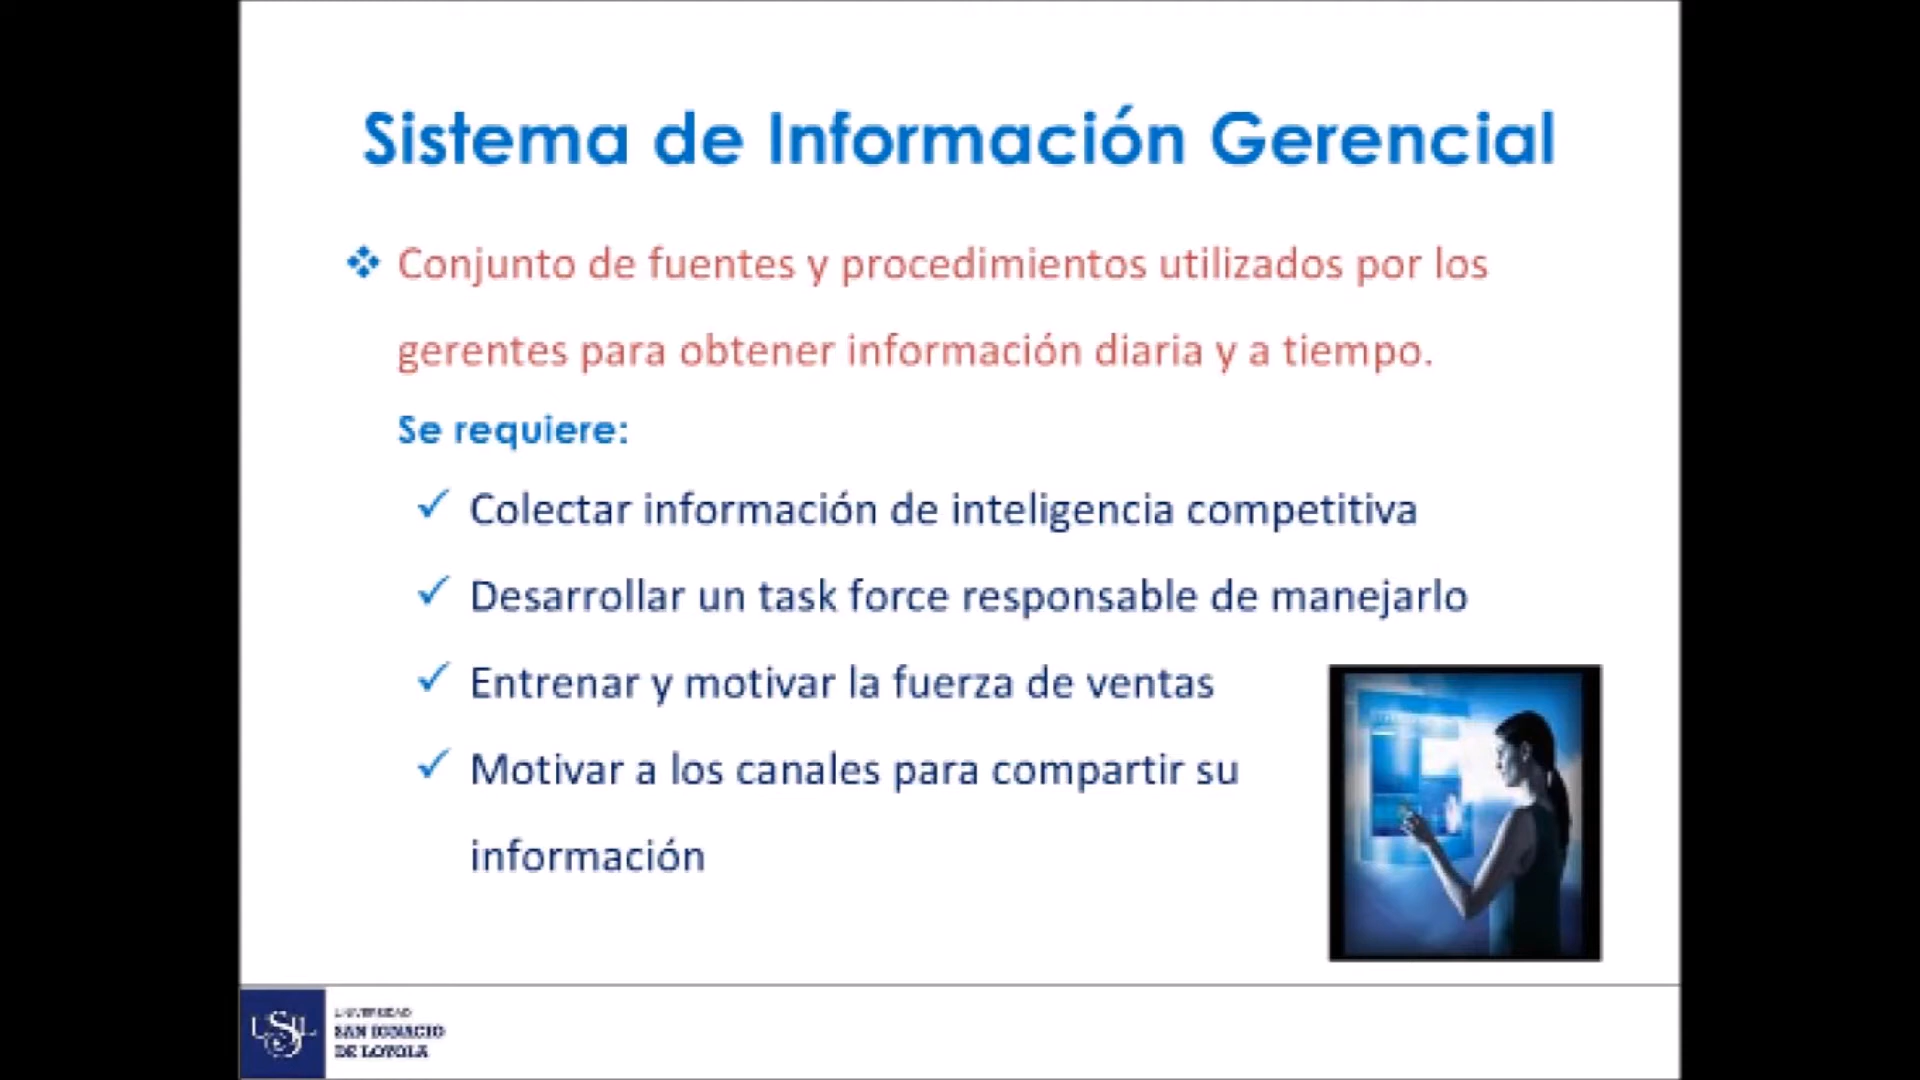 Sistema de Información Gerencial
Conjunto de fuentes y procedimientos utilizados por los
gerentes para obtener información diaria y a tiempo.
Se requiere:
Colectar información de inteligencia competitiva
Desarrollar un task force responsable de manejarlo
Entrenar y motivar la fuerza de ventas
Motivar a los canales para compartir su
información
USIL
UNIVERSIDAD
SAN IGNACIO
DE LOYOLA